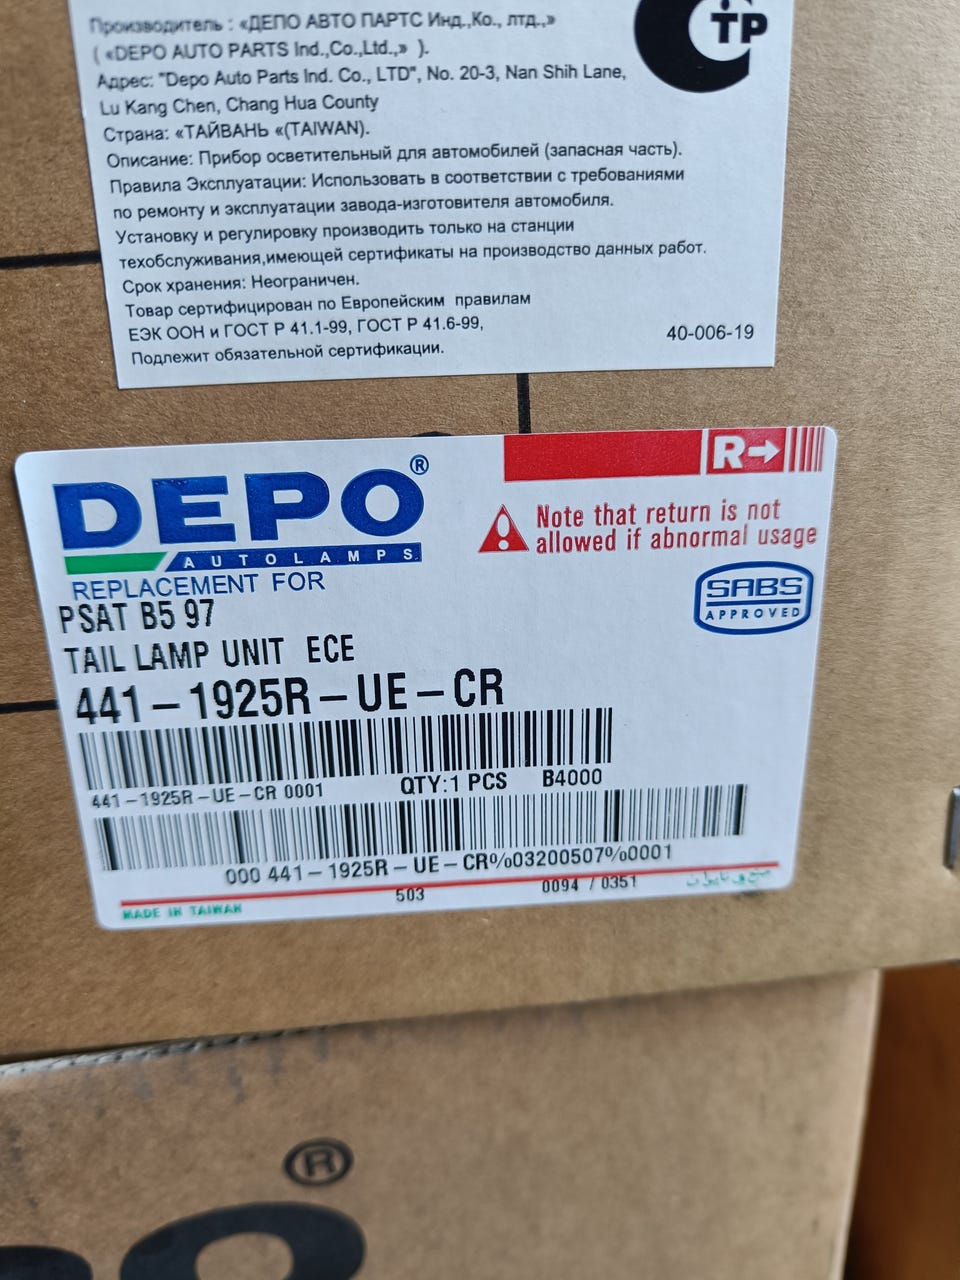 Производитель : «ДЕПО АВТО ПАРТС Инд.,Ко., лтд.,»
( «DEPO AUTO PARTS Ind.,Co.,Ltd.,» ).
Адрес: "Depo Auto Parts Ind. Co., LTD", No. 20-3, Nan Shih Lane,
Lu Kang Chen, Chang Hua County
Страна: «ТАЙВАНЬ «(TAIWAN).
Описание: Прибор осветительный для автомобилей (запасная часть).
Правила Эксплуатации: Использовать в соответствии с требованиями
по ремонту и эксплуатации завода-изготовителя автомобиля.
Установку и регулировку производить только на станции
техобслуживания,имеющей сертификаты на производство данных работ.
Срок хранения: Неограничен.
Товар сертифицирован по Европейским правилам
ЕЭК ООН и ГОСТ Р 41.1-99, ГОСТ Р 41.6-99,
Подлежит обязательной сертификации.
40-006-19
TP
DEPO®
AUTOLAMPS
R→
Note that return is not
allowed if abnormal usage
REPLACEMENT FOR
PSAT B5 97
SABS
APPROVED
TAIL LAMP UNIT ECE
441-1925R-UE-CR
441-1925R-UE-CR 0001 QTY:1 PCS B4000
000 441-1925R-UE-CR%03200507%0001
503 0094 / 0351
MADE IN TAIWAN
®
PO